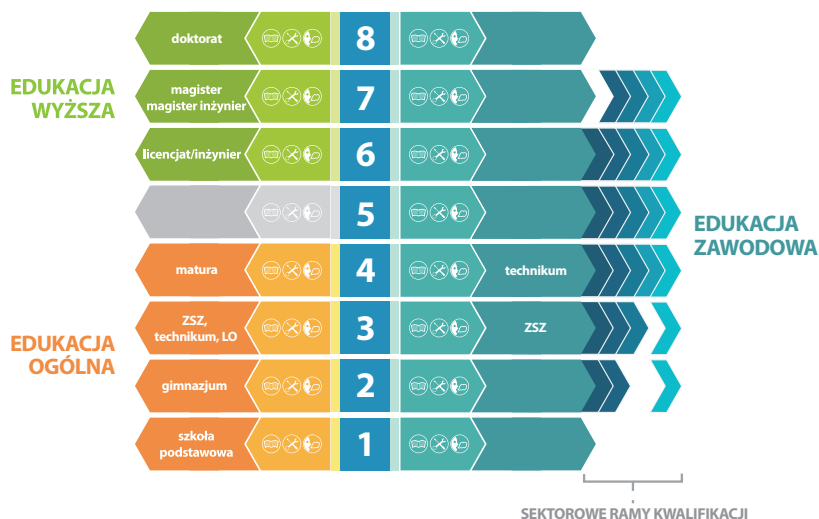 doktorat
8
EDUKACJA
WYŻSZA
magister
magister inżynier
7
licencjat/inżynier
6
5
EDUKACJA
ZAWODOWA
matura
4
technikum
EDUKACJA
OGÓLNA
ZSZ,
technikum, LO
3
ZSZ
gimnazjum
2
szkoła
podstawowa
1
SEKTOROWE RAMY KWALIFIKACJI